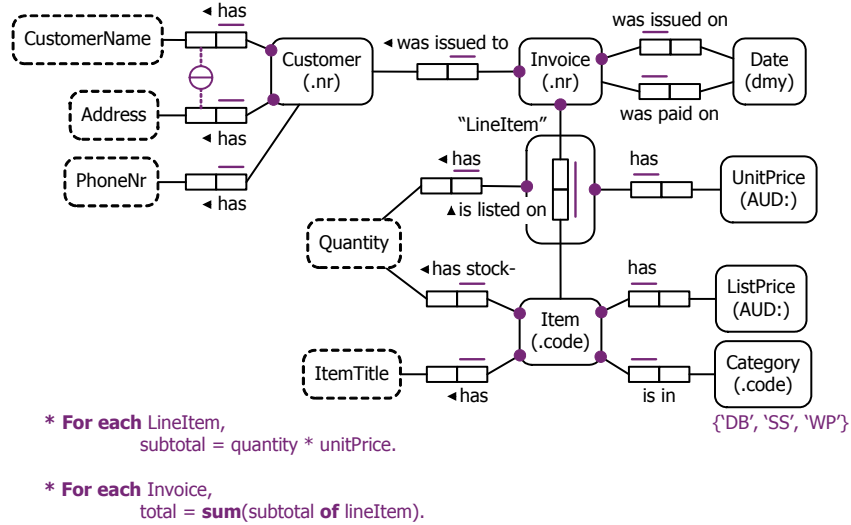 ◄ has
was issued on
CustomerName
Customer
(.nr)
◄ was issued to
Invoice
(.nr)
Date
(dmy)
Address
◄ has
was paid on
"LineItem"
PhoneNr
◄ has
◄ has
has
UnitPrice
(AUD:)
▲is listed on
Quantity
◄has stock-
has
ListPrice
(AUD:)
Item
(.code)
ItemTitle
◄has
is in
Category
(.code)
{‘DB’, ‘SS’, ‘WP’}
* For each LineItem,
subtotal = quantity * unitPrice.
* For each Invoice,
total = sum(subtotal of lineItem).